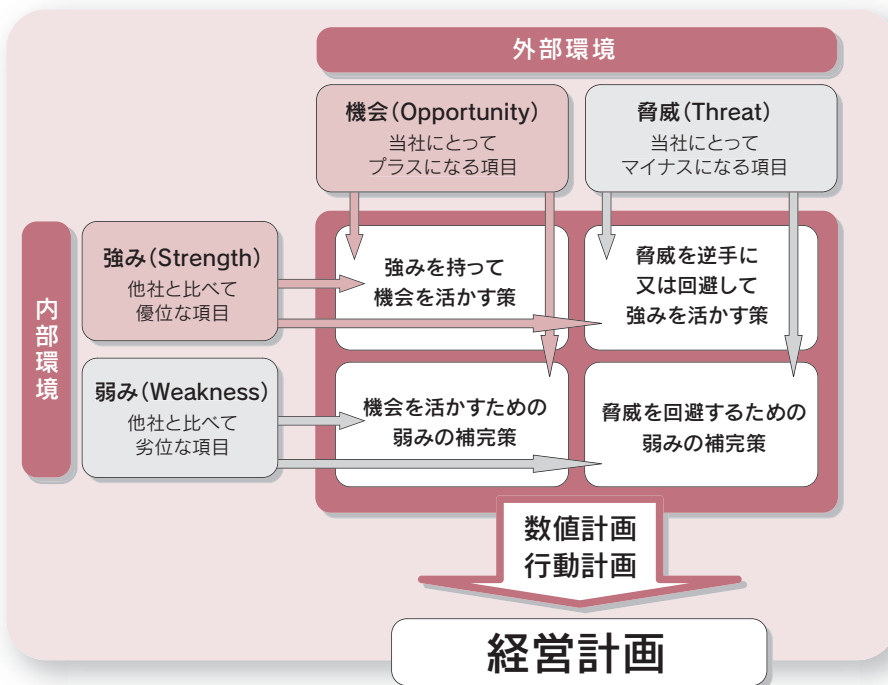 外部環境
機会(Opportunity)
当社にとって
プラスになる項目
脅威(Threat)
当社にとって
マイナスになる項目
内部環境
強み(Strength)
他社と比べて
優位な項目
強みを持って
機会を活かす策
脅威を逆手に
又は回避して
強みを活かす策
弱み(Weakness)
他社と比べて
劣位な項目
機会を活かすための
弱みの補完策
脅威を回避するための
弱みの補完策
数値計画
行動計画
経営計画